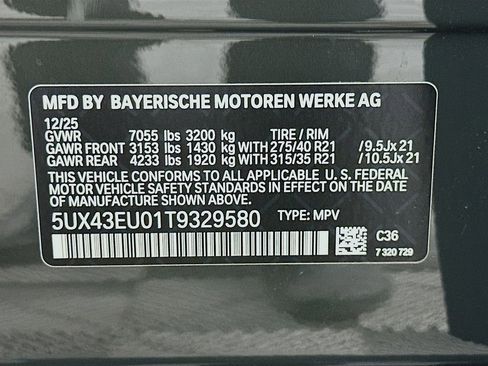 MFD BY BAYERISCHE MOTOREN WERKE AG
12/25
GVWR 7055 lbs 3200 kg TIRE / RIM
GAWR FRONT 3153 lbs 1430 kg WITH 275/40 R21 /9.5Jx21
GAWR REAR 4233 lbs 1920 kg WITH 315/35 R21 /10.5Jx21
THIS VEHICLE CONFORMS TO ALL APPLICABLE U.S. FEDERAL
MOTOR VEHICLE SAFETY STANDARDS IN EFFECT ON THE
DATE OF MANUFACTURE SHOWN ABOVE.
5UX43EU01T9329580 TYPE: MPV
C36
7 320 729